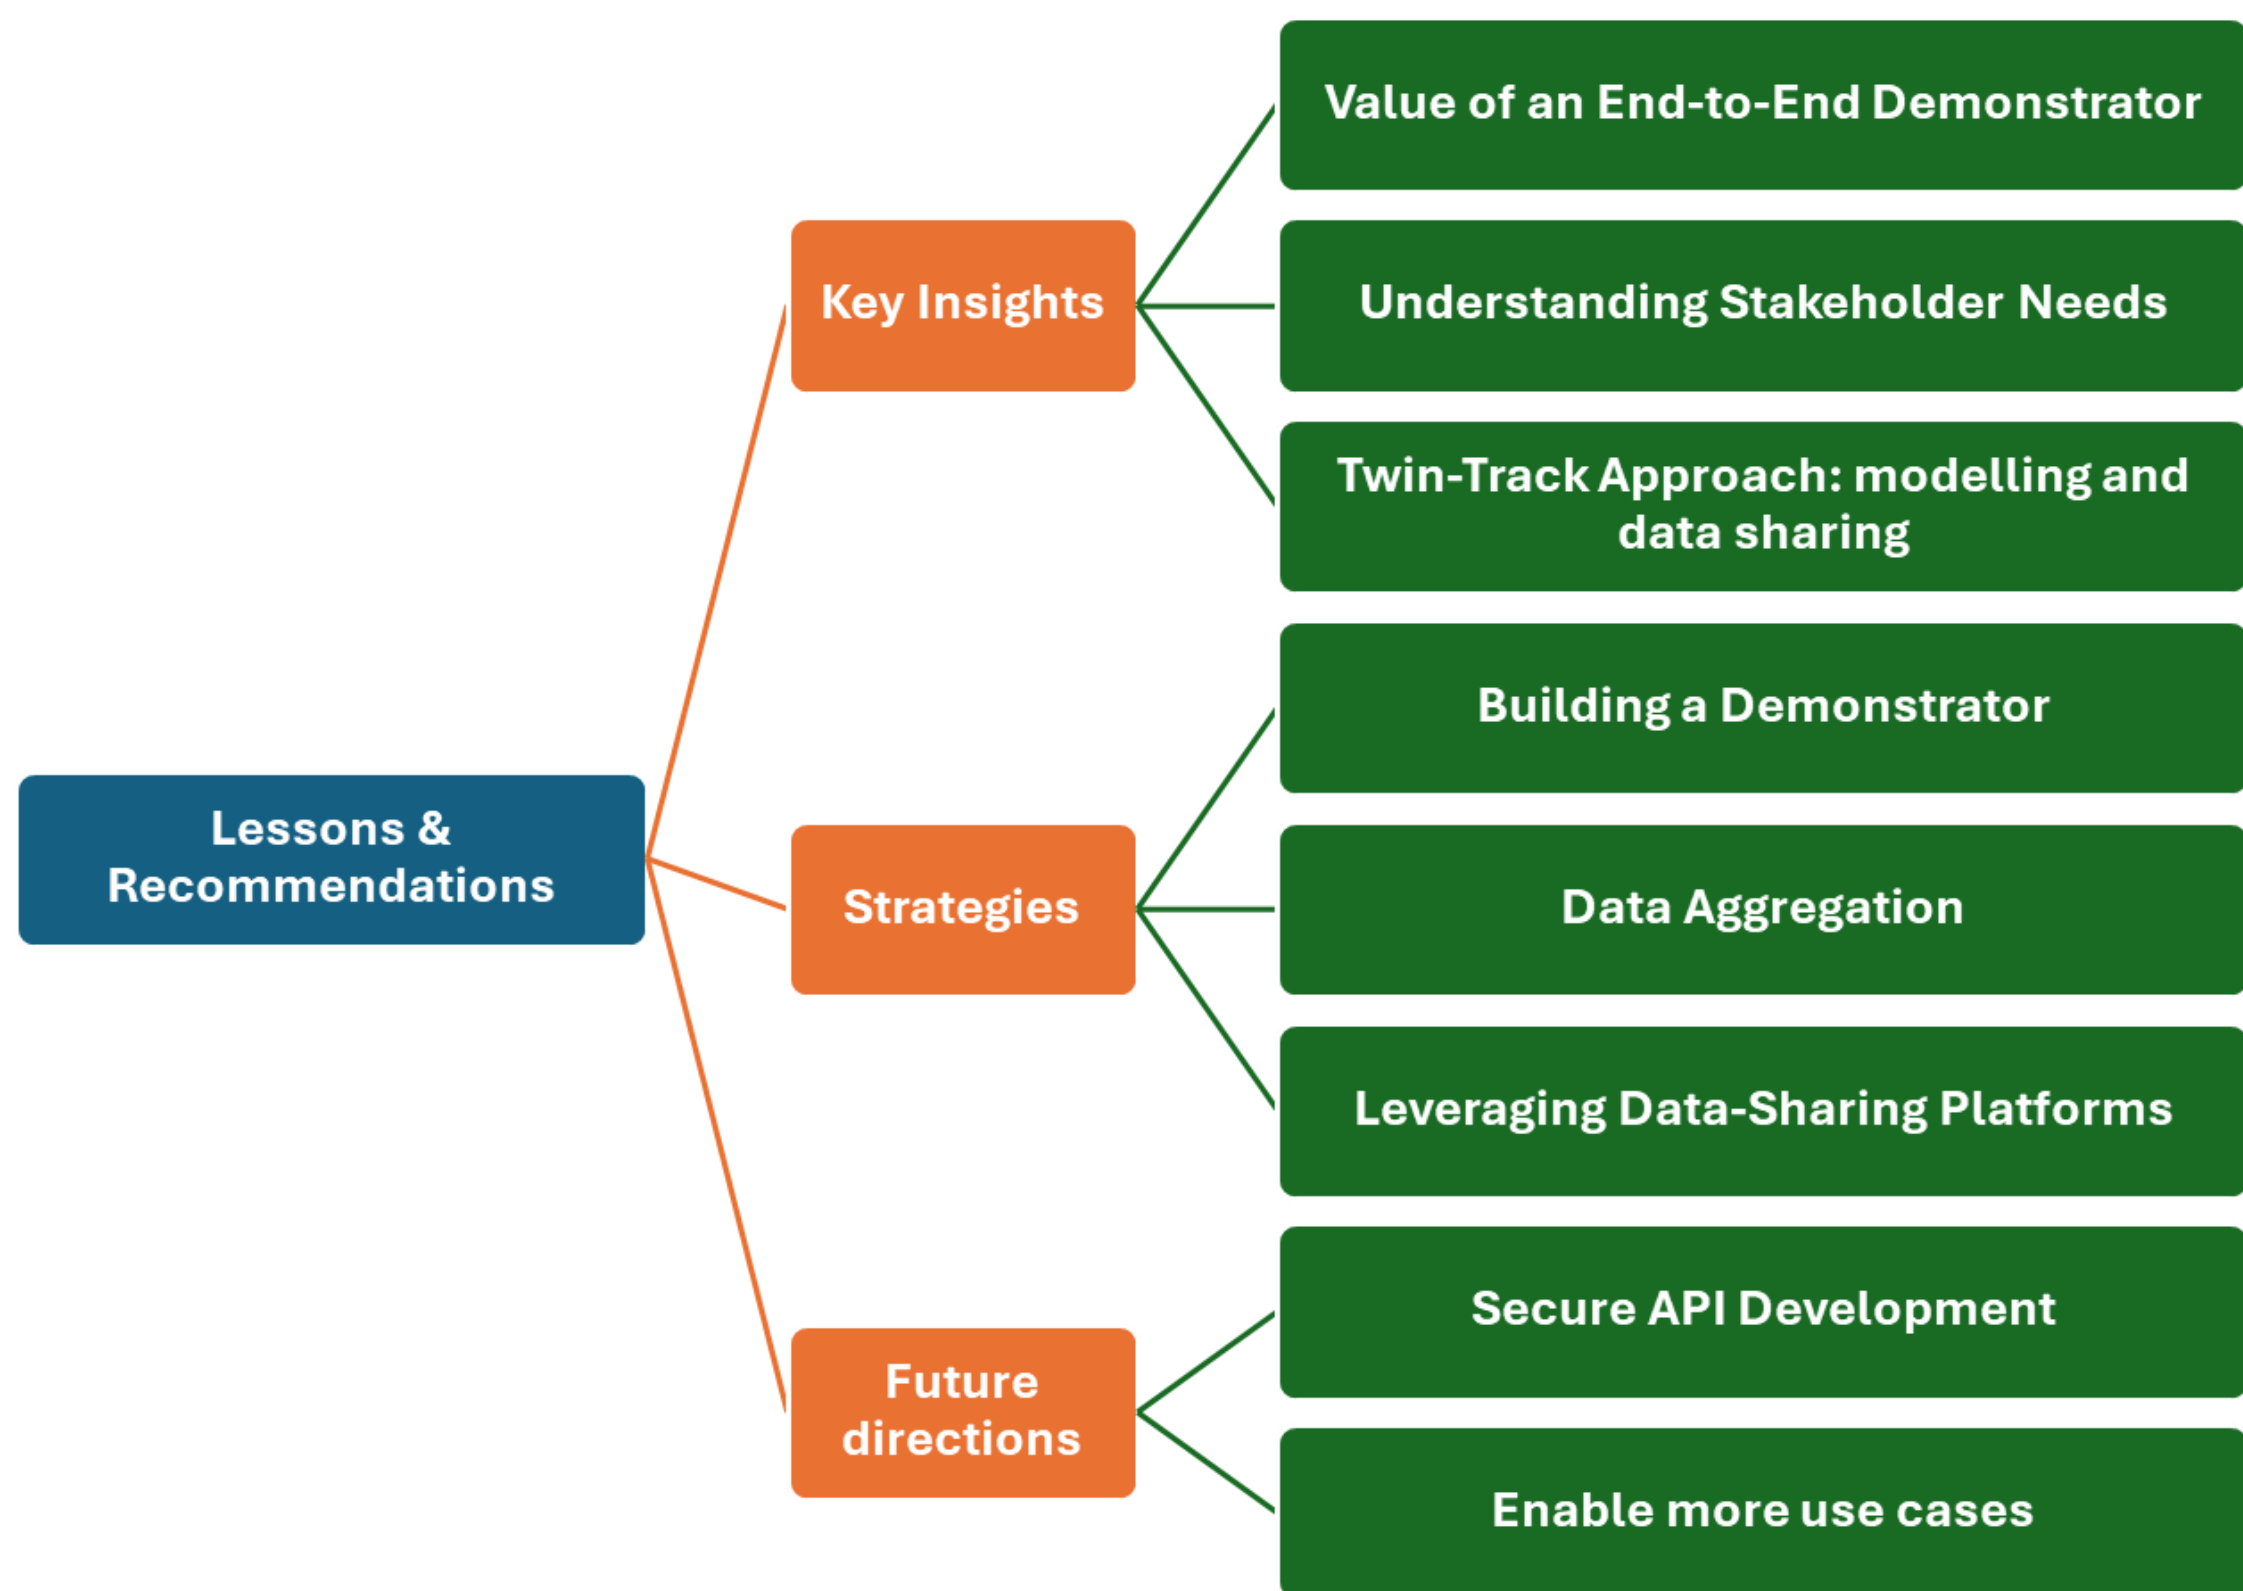 Lessons &
Recommendations
Key Insights
Value of an End-to-End Demonstrator
Understanding Stakeholder Needs
Twin-Track Approach: modelling and
data sharing
Strategies
Building a Demonstrator
Data Aggregation
Leveraging Data-Sharing Platforms
Future
directions
Secure API Development
Enable more use cases